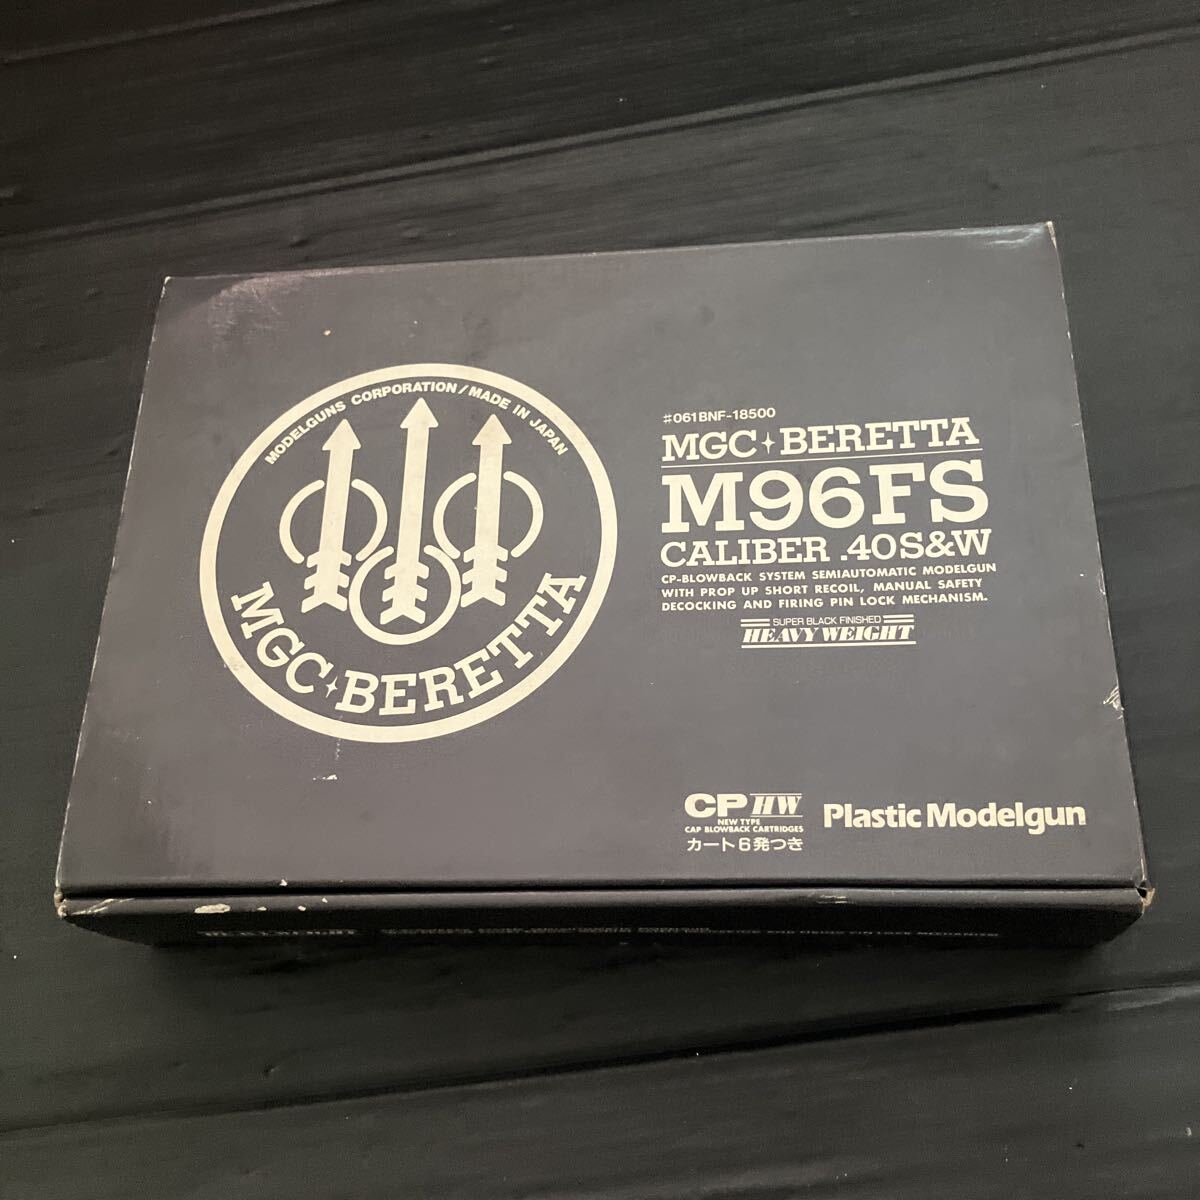 MODELGUNS CORPORATION/MADE IN JAPAN
MGC BERETTA
#061BNF-18500
MGC BERETTA
M96FS
CALIBER .40S&W
CP-BLOWBACK SYSTEM SEMIAUTOMATIC MODELGUN
WITH PROP UP SHORT RECOIL, MANUAL SAFETY
DECOCKING AND FIRING PIN LOCK MECHANISM.
SUPER BLACK FINISHED
HEAVY WEIGHT
CP HW
NEW TYPE
CAP BLOWBACK CARTRIDGES
カート6発つき
Plastic Modelgun